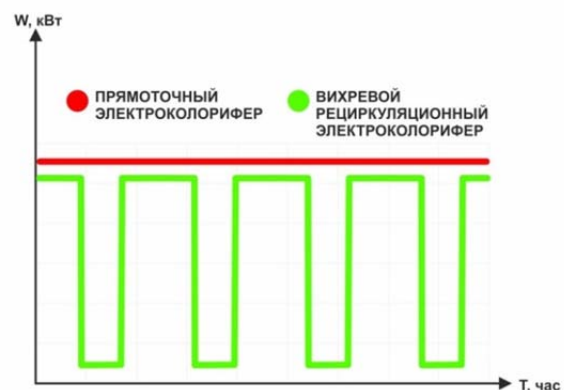 W, кВт
ПРЯМОТОЧНЫЙ
ЭЛЕКТРОКОЛОРИФЕР
ВИХРЕВОЙ
РЕЦИРКУЛЯЦИОННЫЙ
ЭЛЕКТРОКОЛОРИФЕР
T, час